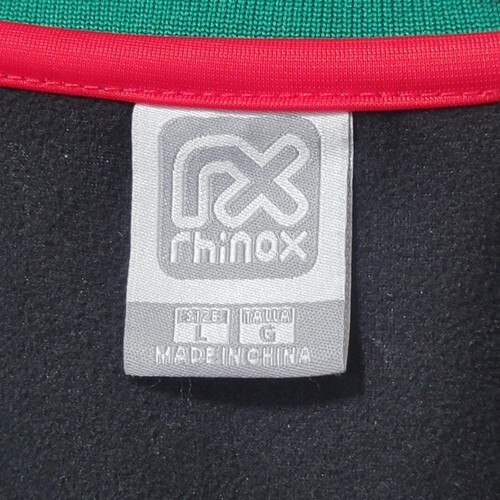 rx
rhinox
SIZE: TALLA
L G
MADE IN CHINA